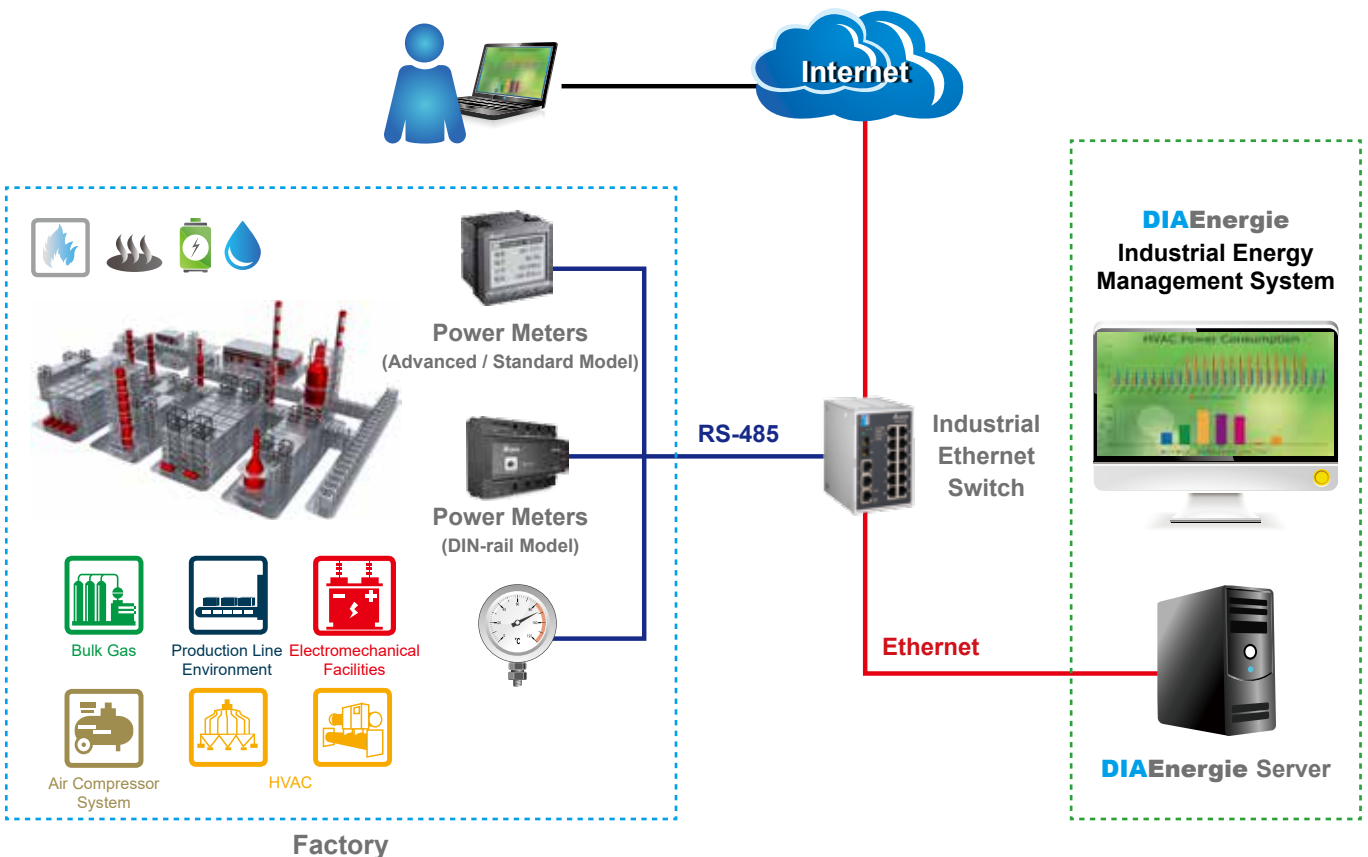 Internet
DIAEnergie
Industrial Energy
Management System
HVAC Power Consumption
Power Meters
(Advanced / Standard Model)
RS-485
Industrial
Ethernet
Switch
Power Meters
(DIN-rail Model)
°C
Bulk Gas
Production Line
Environment
Electromechanical
Facilities
Ethernet
Air Compressor
System
HVAC
DIAEnergie Server
Factory